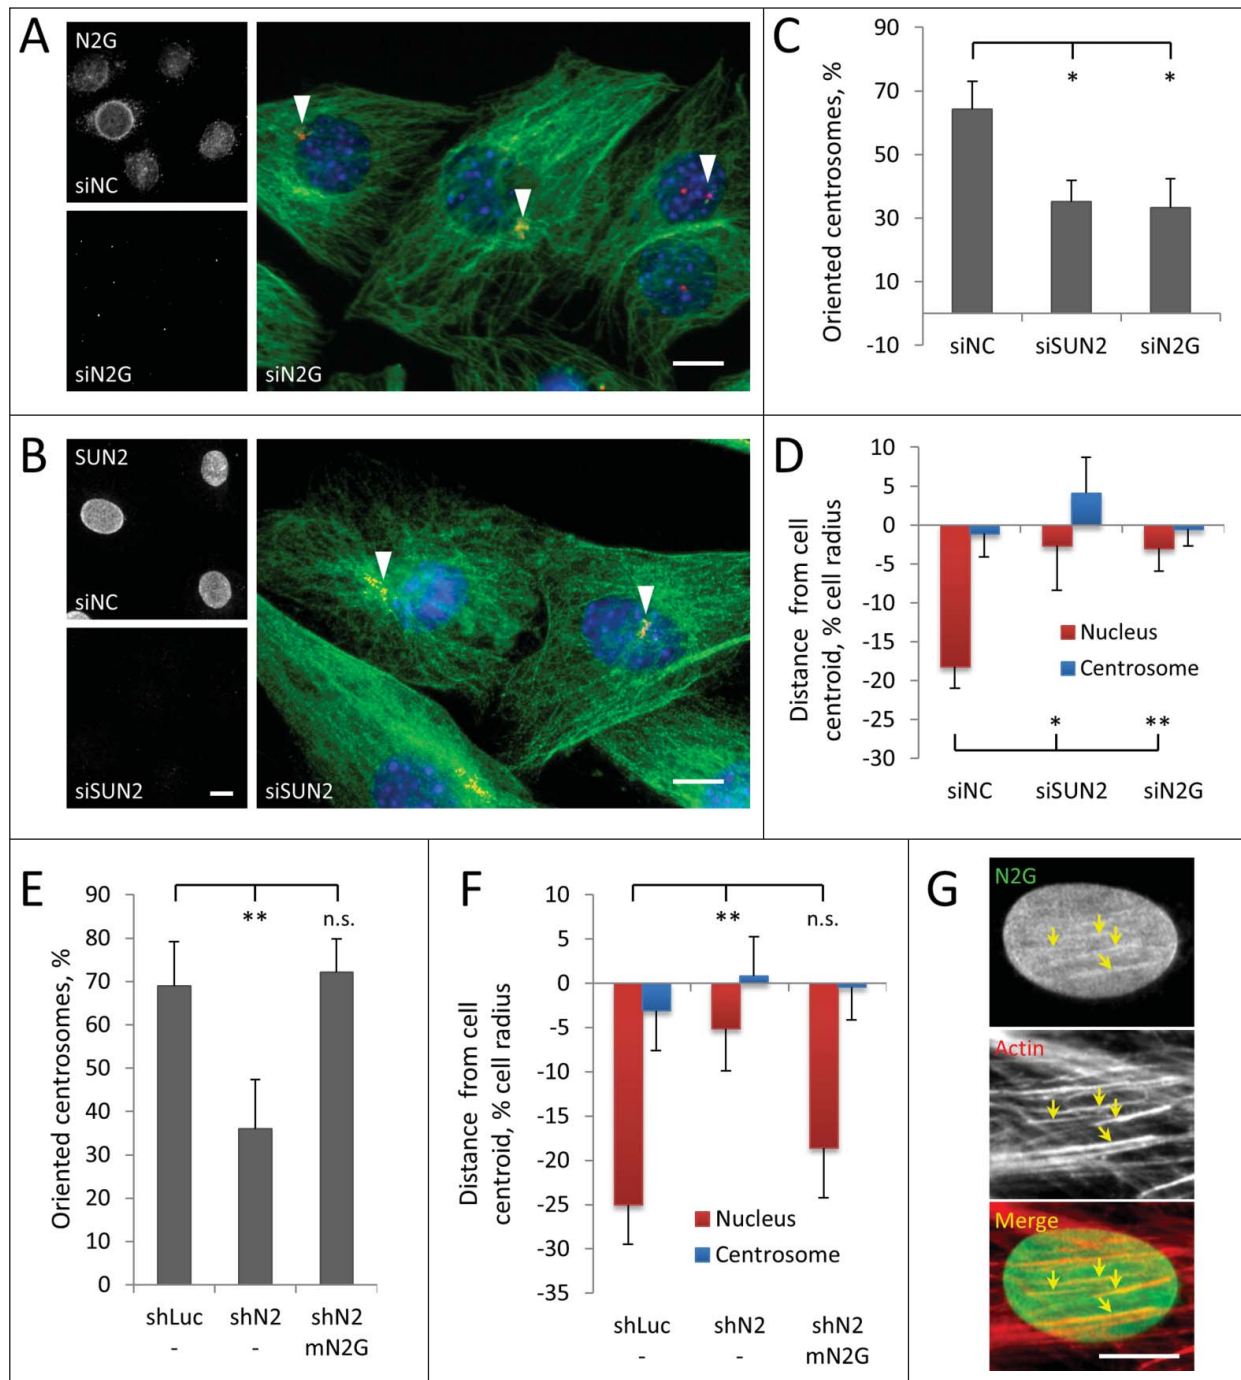 A
N2G
siNC
siN2G
siN2G
B
SUN2
siNC
siSUN2
siSUN2
C
Oriented centrosomes, %
90
70
50
30
10
-10
*
*
siNC siSUN2 siN2G
D
Distance from cell
centroid, % cell radius
10
5
0
-5
-10
-15
-20
-25
-30
Nucleus
Centrosome
*
**
siNC siSUN2 siN2G
E
Oriented centrosomes, %
90
80
70
60
50
40
30
20
10
0
**
n.s.
shLuc shN2 shN2
- - mN2G
F
Distance from cell
centroid, % cell radius
10
5
0
-5
-10
-15
-20
-25
-30
-35
**
n.s.
Nucleus
Centrosome
shLuc shN2 shN2
- - mN2G
G
N2G
Actin
Merge